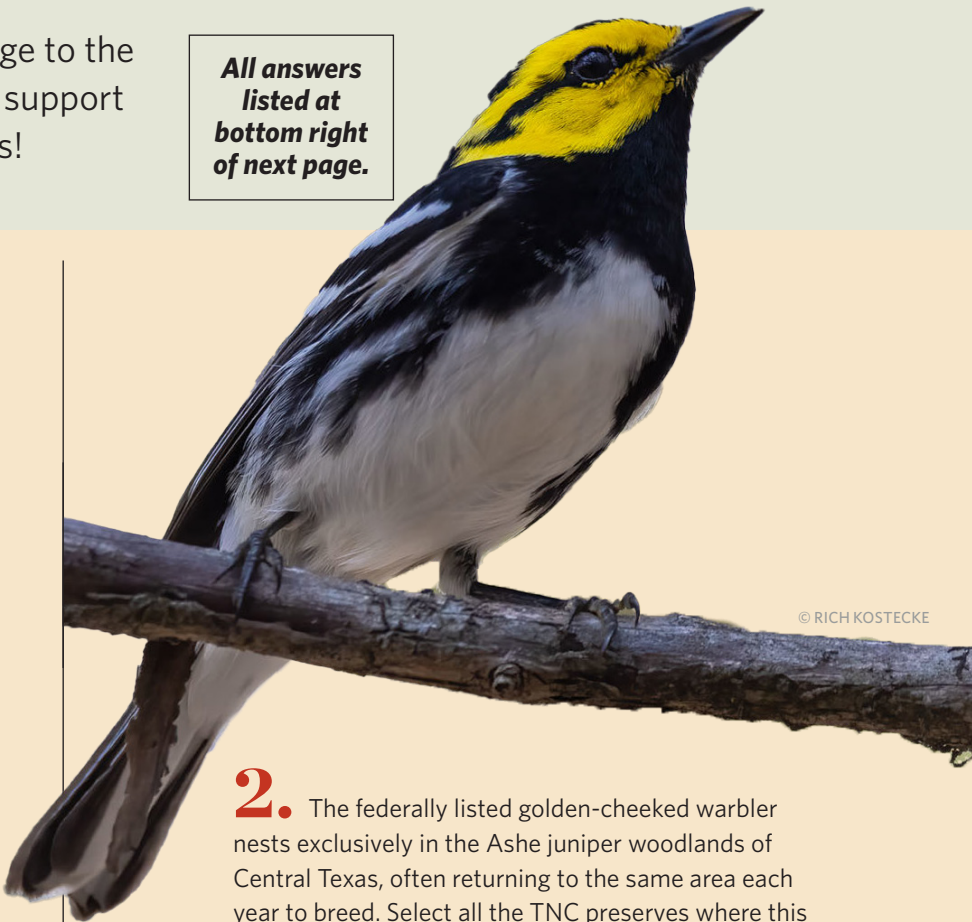 ge to the
support
s!
All answers
listed at
bottom right
of next page.
© RICH KOSTECKE
2. The federally listed golden-cheeked warbler
nests exclusively in the Ashe juniper woodlands of
Central Texas, often returning to the same area each
year to breed. Select all the TNC preserves where this